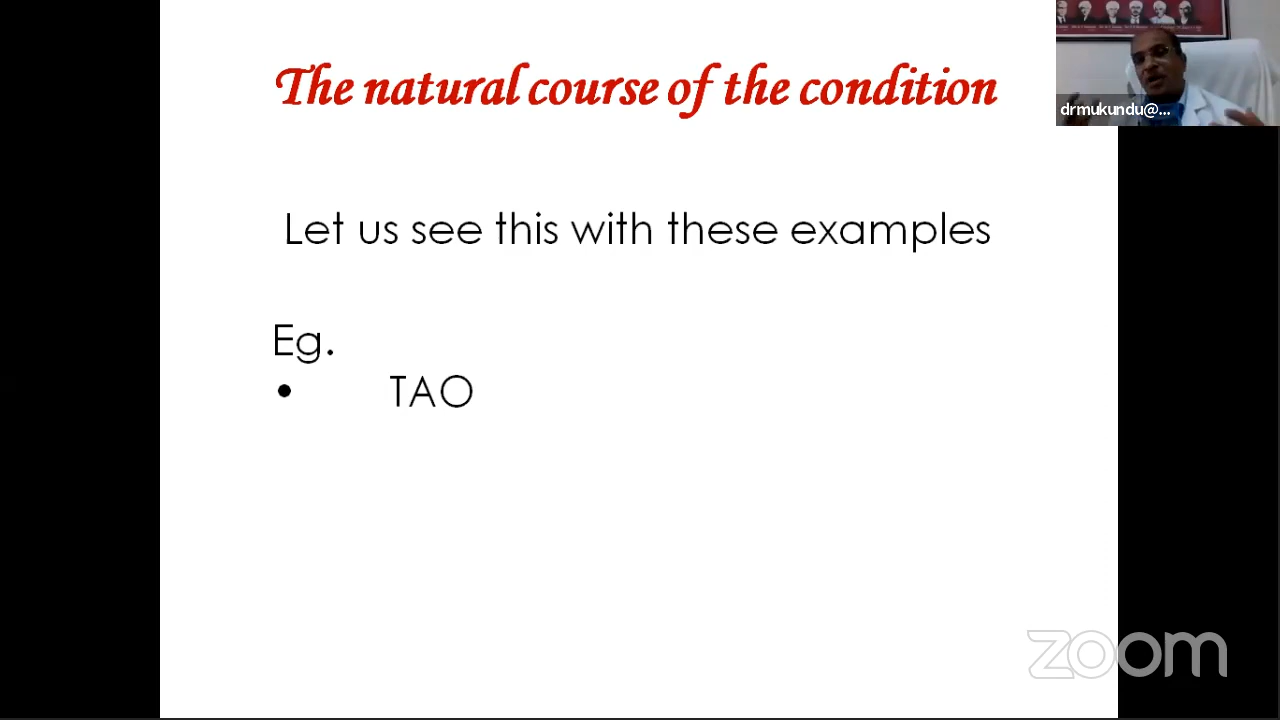 The natural course of the condition
drmukundu@...
Let us see this with these examples
Eg.
• TAO
zoom